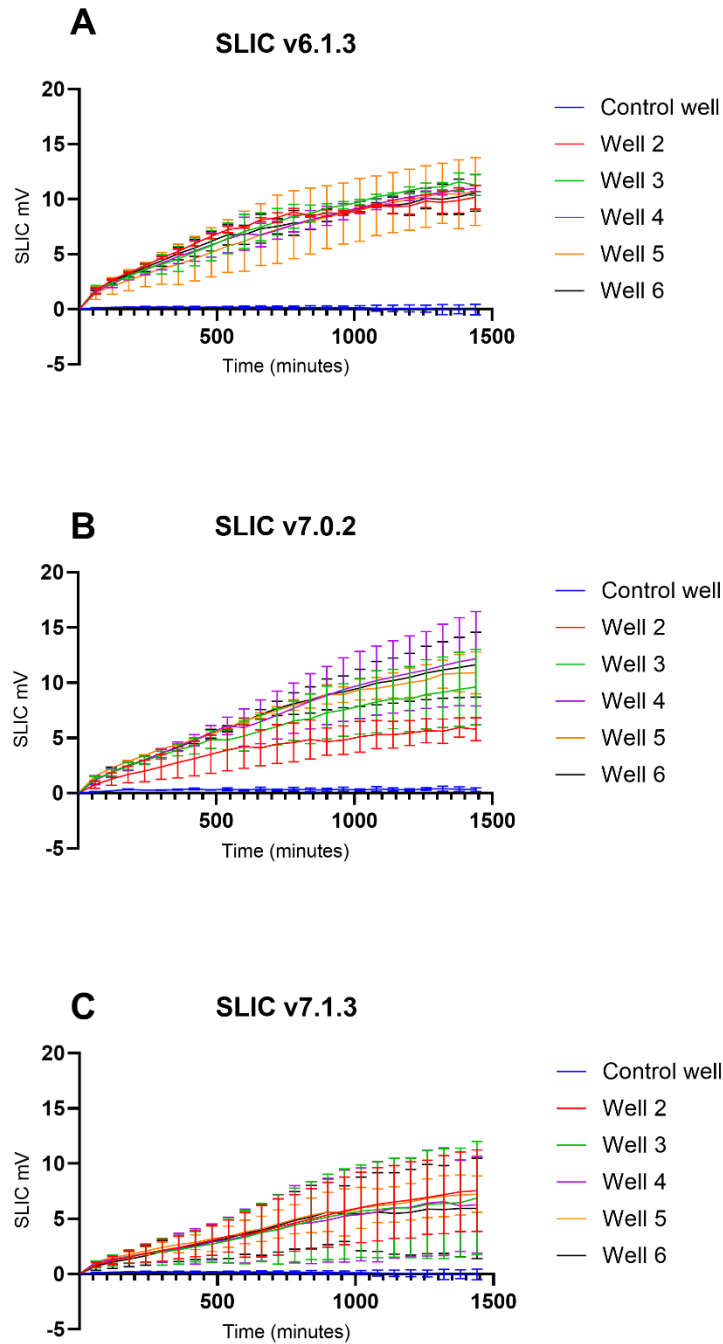 A
SLIC v6.1.3
20
15
10
5
0
-5
SLIC mV
500
1000
1500
Time (minutes)
Control well
Well 2
Well 3
Well 4
Well 5
Well 6
B
SLIC v7.0.2
20
15
10
5
0
-5
SLIC mV
500
1000
1500
Time (minutes)
Control well
Well 2
Well 3
Well 4
Well 5
Well 6
C
SLIC v7.1.3
20
15
10
5
0
-5
SLIC mV
500
1000
1500
Time (minutes)
Control well
Well 2
Well 3
Well 4
Well 5
Well 6